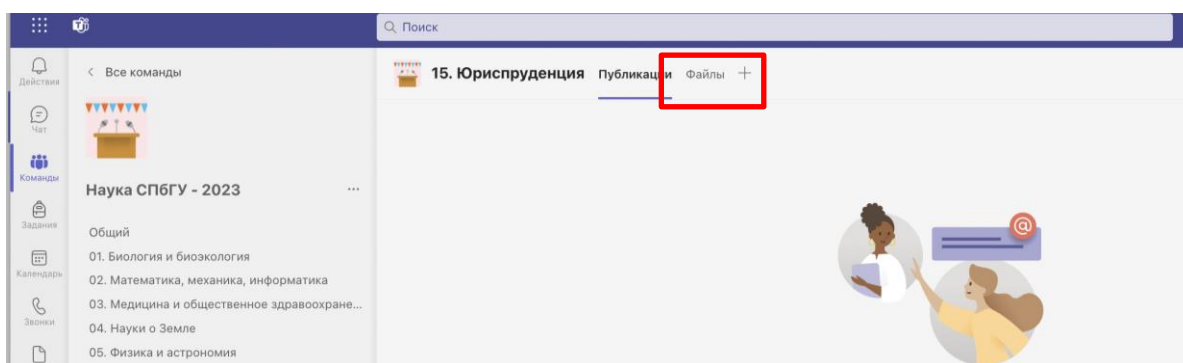 Поиск
Действия
Чат
Команды
Задания
Календарь
Звонки
< Все команды
Наука СПбГУ - 2023 ...
Общий
01. Биология и биоэкология
02. Математика, механика, информатика
03. Медицина и общественное здравоохране...
04. Науки о Земле
05. Физика и астрономия
15. Юриспруденция Публикации Файлы +
@